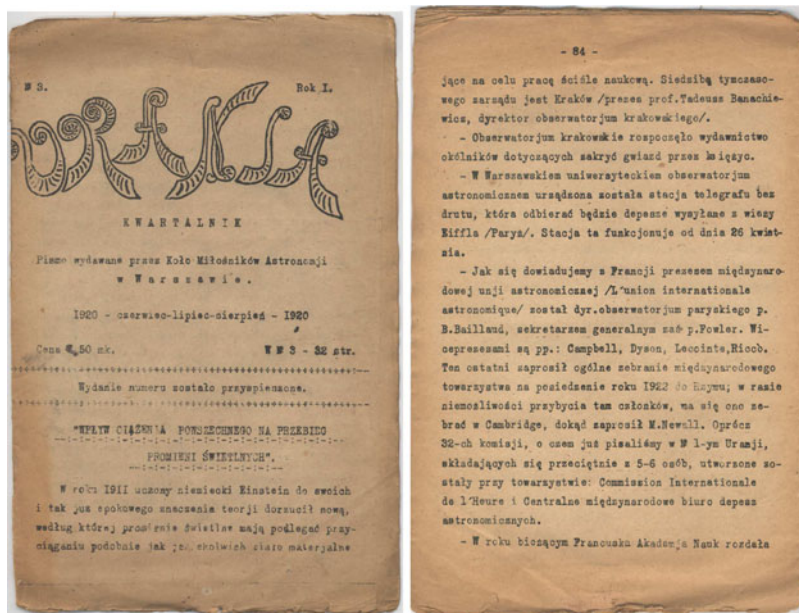 № 3. Rok I.
URANJA
KWARTALNIK
Pismo wydawane przez Koło Miłośników Astronomji
w Warszawie.
1920 - czerwiec-lipiec-sierpień - 1920
Cena 50 mk. W № 3 - 32 str.
Wydanie numeru zostało przyspieszone.
"WPŁYW CIĄŻENIA POWSZECHNEGO NA PRZEBIEG
PROMIENI ŚWIETLNYCH".
W roku 1911 uczony niemiecki Einstein do swoich
i tak już epokowego znaczenia teorji dorzucił nową,
według której promienie świetlne mają podlegać przy-
ciąganiu podobnie jak ciało materjalne
- 84 -
jące na celu pracę ściśle naukową. Siedzibą tymczaso-
wego zarządu jest Kraków /prezes prof.Tadeusz Banachie-
wicz, dyrektor obserwatorjum krakowskiego/.
- Obserwatorjum krakowskie rozpoczęło wydawnictwo
okólników dotyczących zakryć gwiazd przez księżyc.
- W Warszawskiem uniwersyteckiem obserwatorjum
astronomicznem urządzona została stacja telegrafu bez
drutu, która odbierać będzie depesze wysyłane z wieży
Eiffla /Paryż/. Stacja ta funkcjonuje od dnia 26 kwiet-
nia.
- Jak się dowiadujemy z Francji prezesem międzynaro-
dowej unji astronomicznej /L'union internationale
astronomique/ został dyr.obserwatorjum paryskiego p.
B.Baillaud, sekretarzem generalnym zaś p.Fowler. Wi-
ceprezesami są pp.: Campbell, Dyson, Lecointe,Riccò.
Ten ostatni zaprosił ogólne zebranie międzynarodowego
towarzystwa na posiedzenie roku 1922 do Rzymu; w razie
niemożliwości przybycia tam członków, ma się ono ze-
brać w Cambridge, dokąd zaprosił M.Newall. Oprócz
32-ch komisji, o czem już pisaliśmy w № 1-ym Uranji,
składających się przeciętnie z 5-6 osób, utworzone zo-
stały przy towarzystwie: Commission Internationale
de l'Heure i Centralne międzynarodowe biuro depesz
astronomicznych.
- W roku bieżącym Francuska Akademja Nauk rozdała